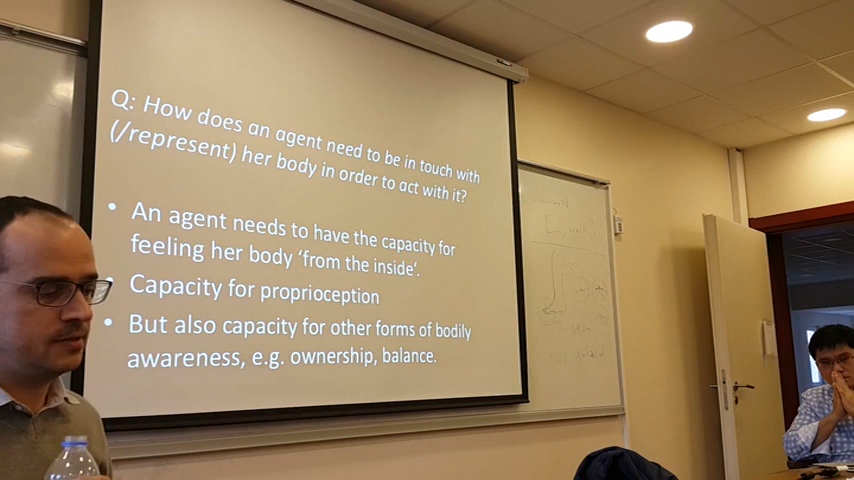 Q: How does an agent need to be in touch with
(/represent) her body in order to act with it?
• An agent needs to have the capacity for
feeling her body ‘from the inside‘.
• Capacity for proprioception
• But also capacity for other forms of bodily
awareness, e.g. ownership, balance.